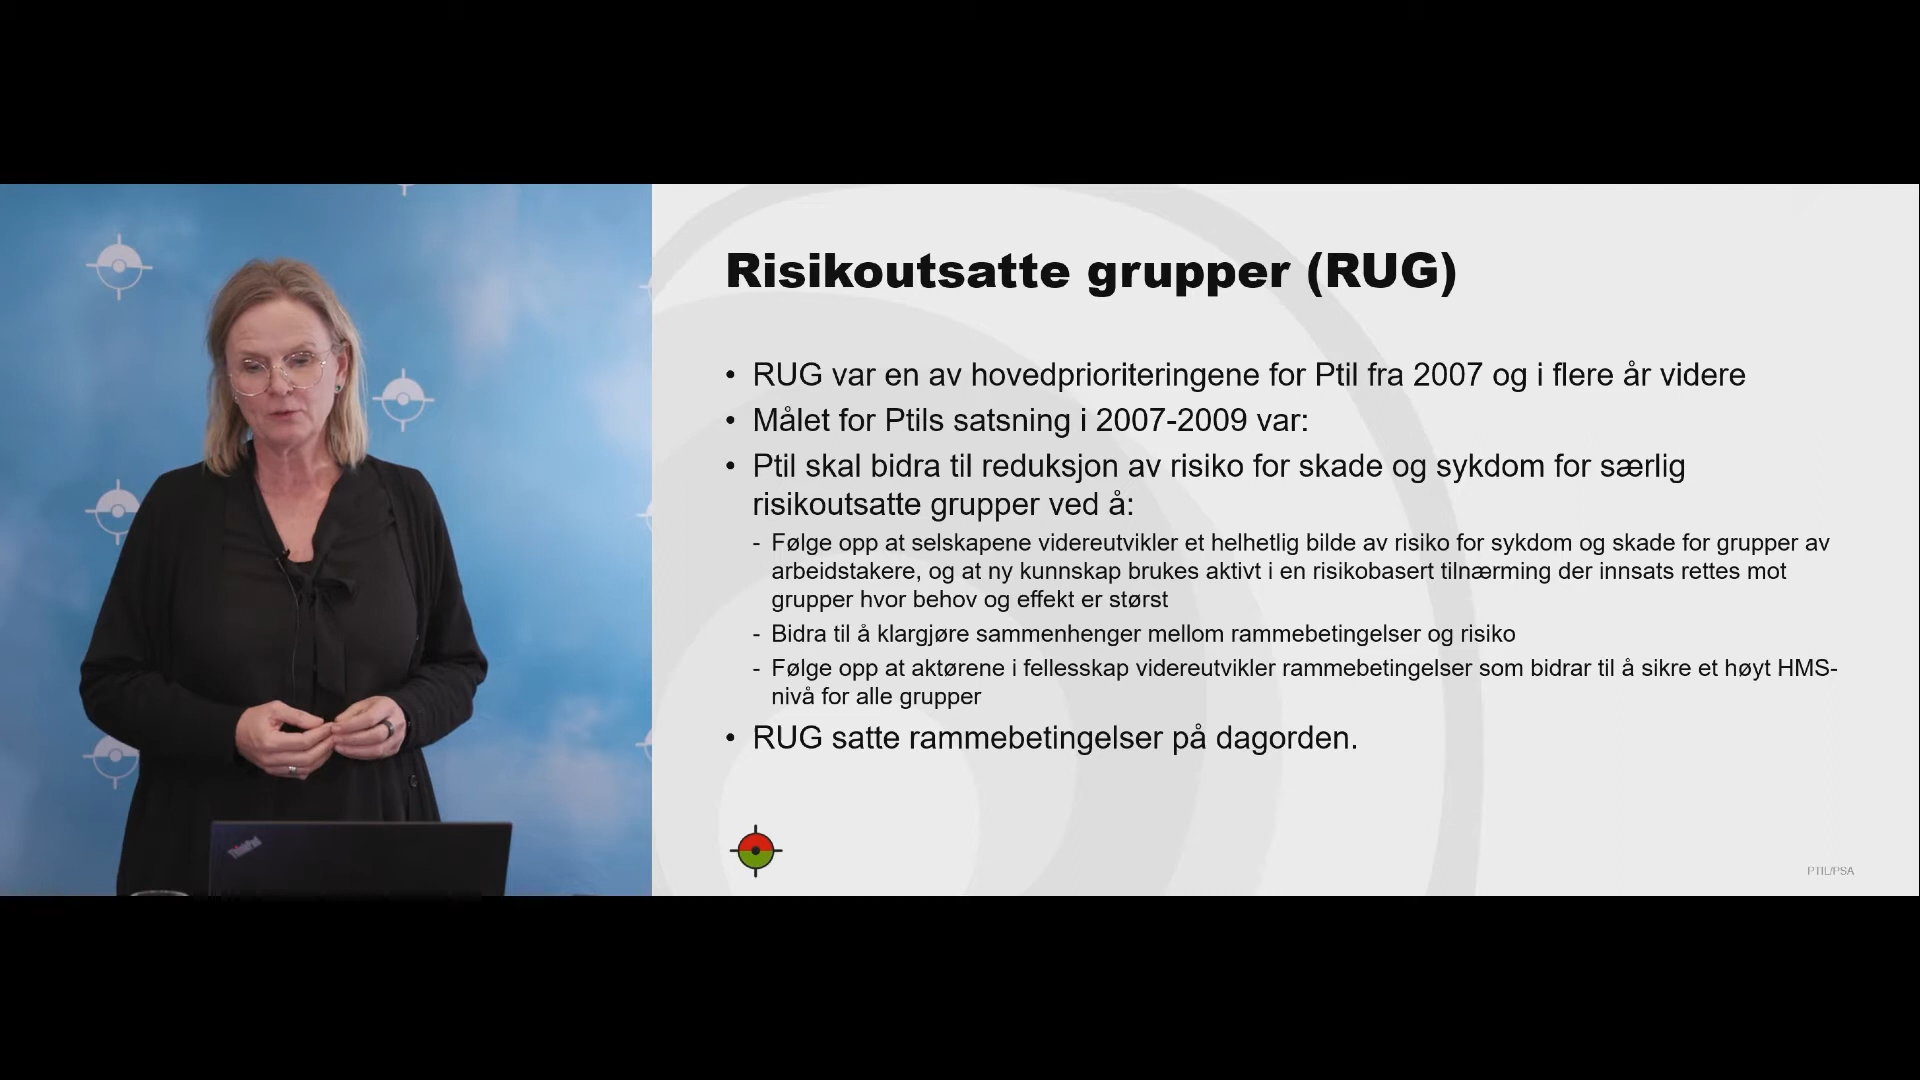 Risikoutsatte grupper (RUG)
• RUG var en av hovedprioriteringene for Ptil fra 2007 og i flere år videre
• Målet for Ptils satsning i 2007-2009 var:
• Ptil skal bidra til reduksjon av risiko for skade og sykdom for særlig
risikoutsatte grupper ved å:
- Følge opp at selskapene videreutvikler et helhetlig bilde av risiko for sykdom og skade for grupper av
arbeidstakere, og at ny kunnskap brukes aktivt i en risikobasert tilnærming der innsats rettes mot
grupper hvor behov og effekt er størst
- Bidra til å klargjøre sammenhenger mellom rammebetingelser og risiko
- Følge opp at aktørene i fellesskap videreutvikler rammebetingelser som bidrar til å sikre et høyt HMS-
nivå for alle grupper
• RUG satte rammebetingelser på dagorden.
PTIL/PSA
ThinkPad